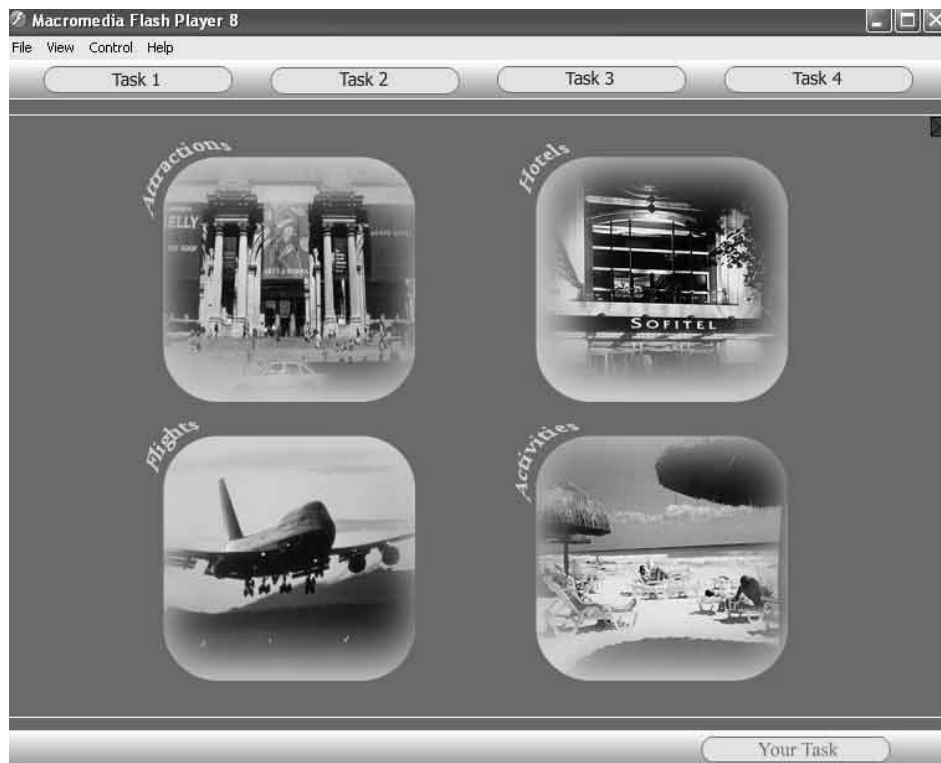 Macromedia Flash Player 8
File View Control Help
Task 1 Task 2 Task 3 Task 4
Attractions
Hotels
ELLY
SOFITEL
Flights
Activities
Your Task